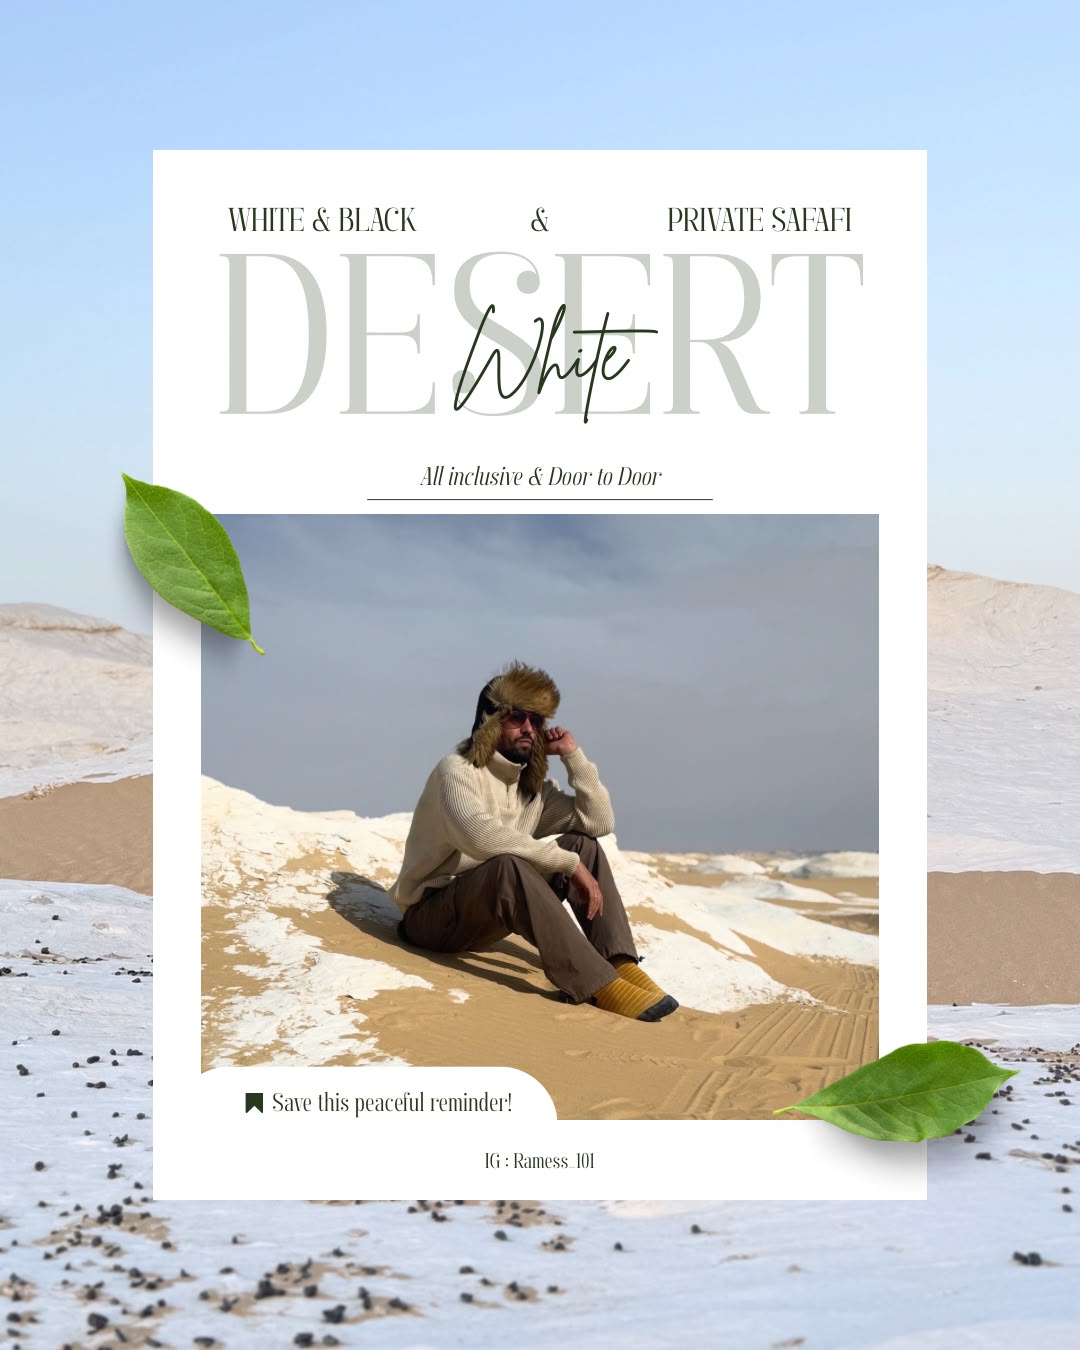 WHITE & BLACK & PRIVATE SAFAFI
DESERT
White
All inclusive & Door to Door
Save this peaceful reminder!
IG : Ramess_101